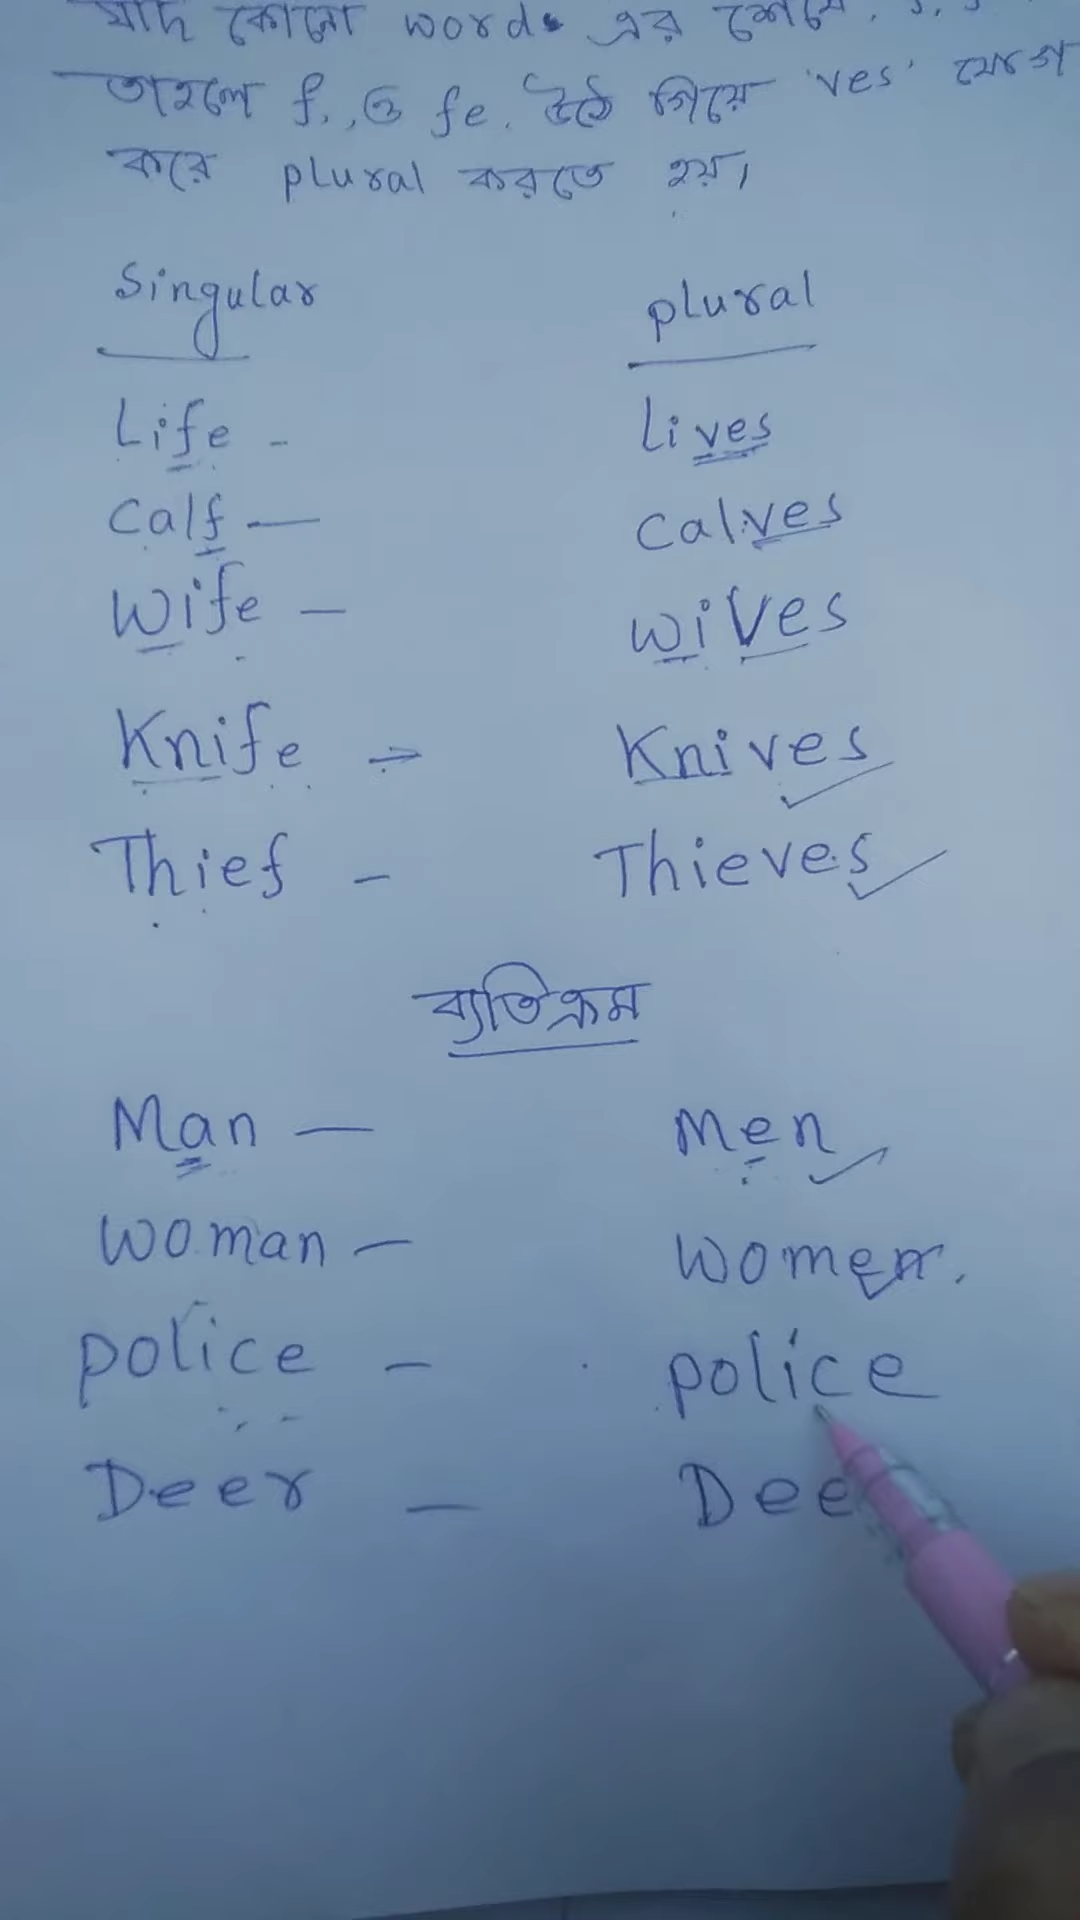 যদি কোনো word এর শেষে
তাহলে f, ও fe. উঠে গিয়ে 'ves' যোগ
করে plural করতে হয়।
Singular plural
Life - lives
Calf — Calves
Wife — wives
Knife → Knives
Thief - Thieves
ব্যতিক্রম
Man — Men
Woman — Women.
police — police
Deer — Dee